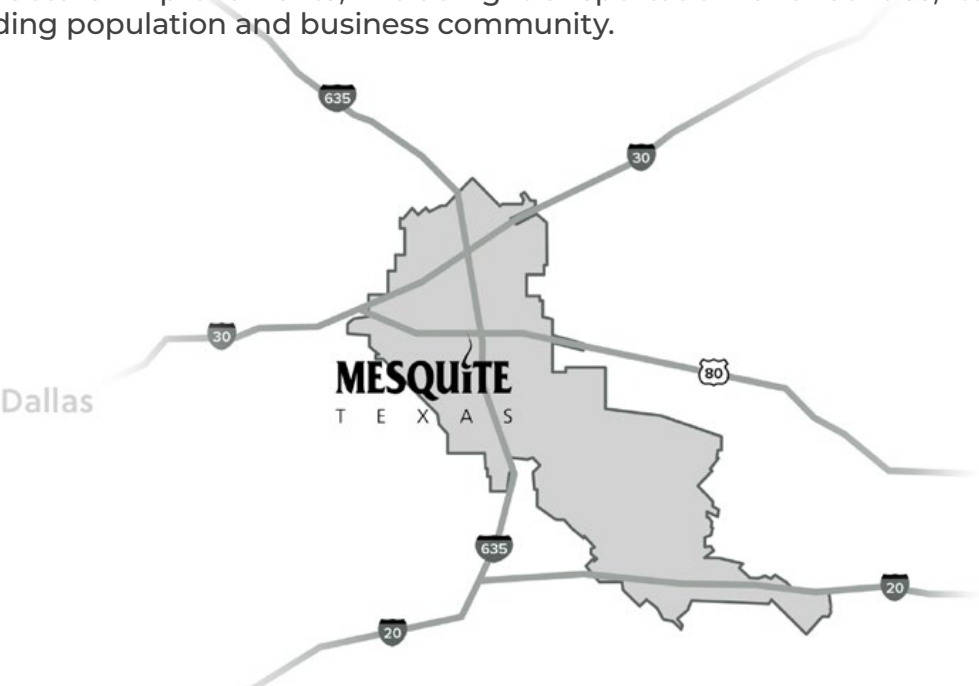 ding population and business community.
635
30
30
MESQUiTE
80
Dallas
T E X A S
635
20
20